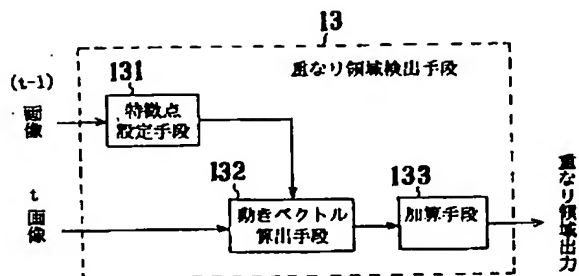 13
重なり領域検出手段
(t-1)
画像
131
特徴点
設定手段
132
動きベクトル
算出手段
133
加算手段
t
画像
重なり領域出力